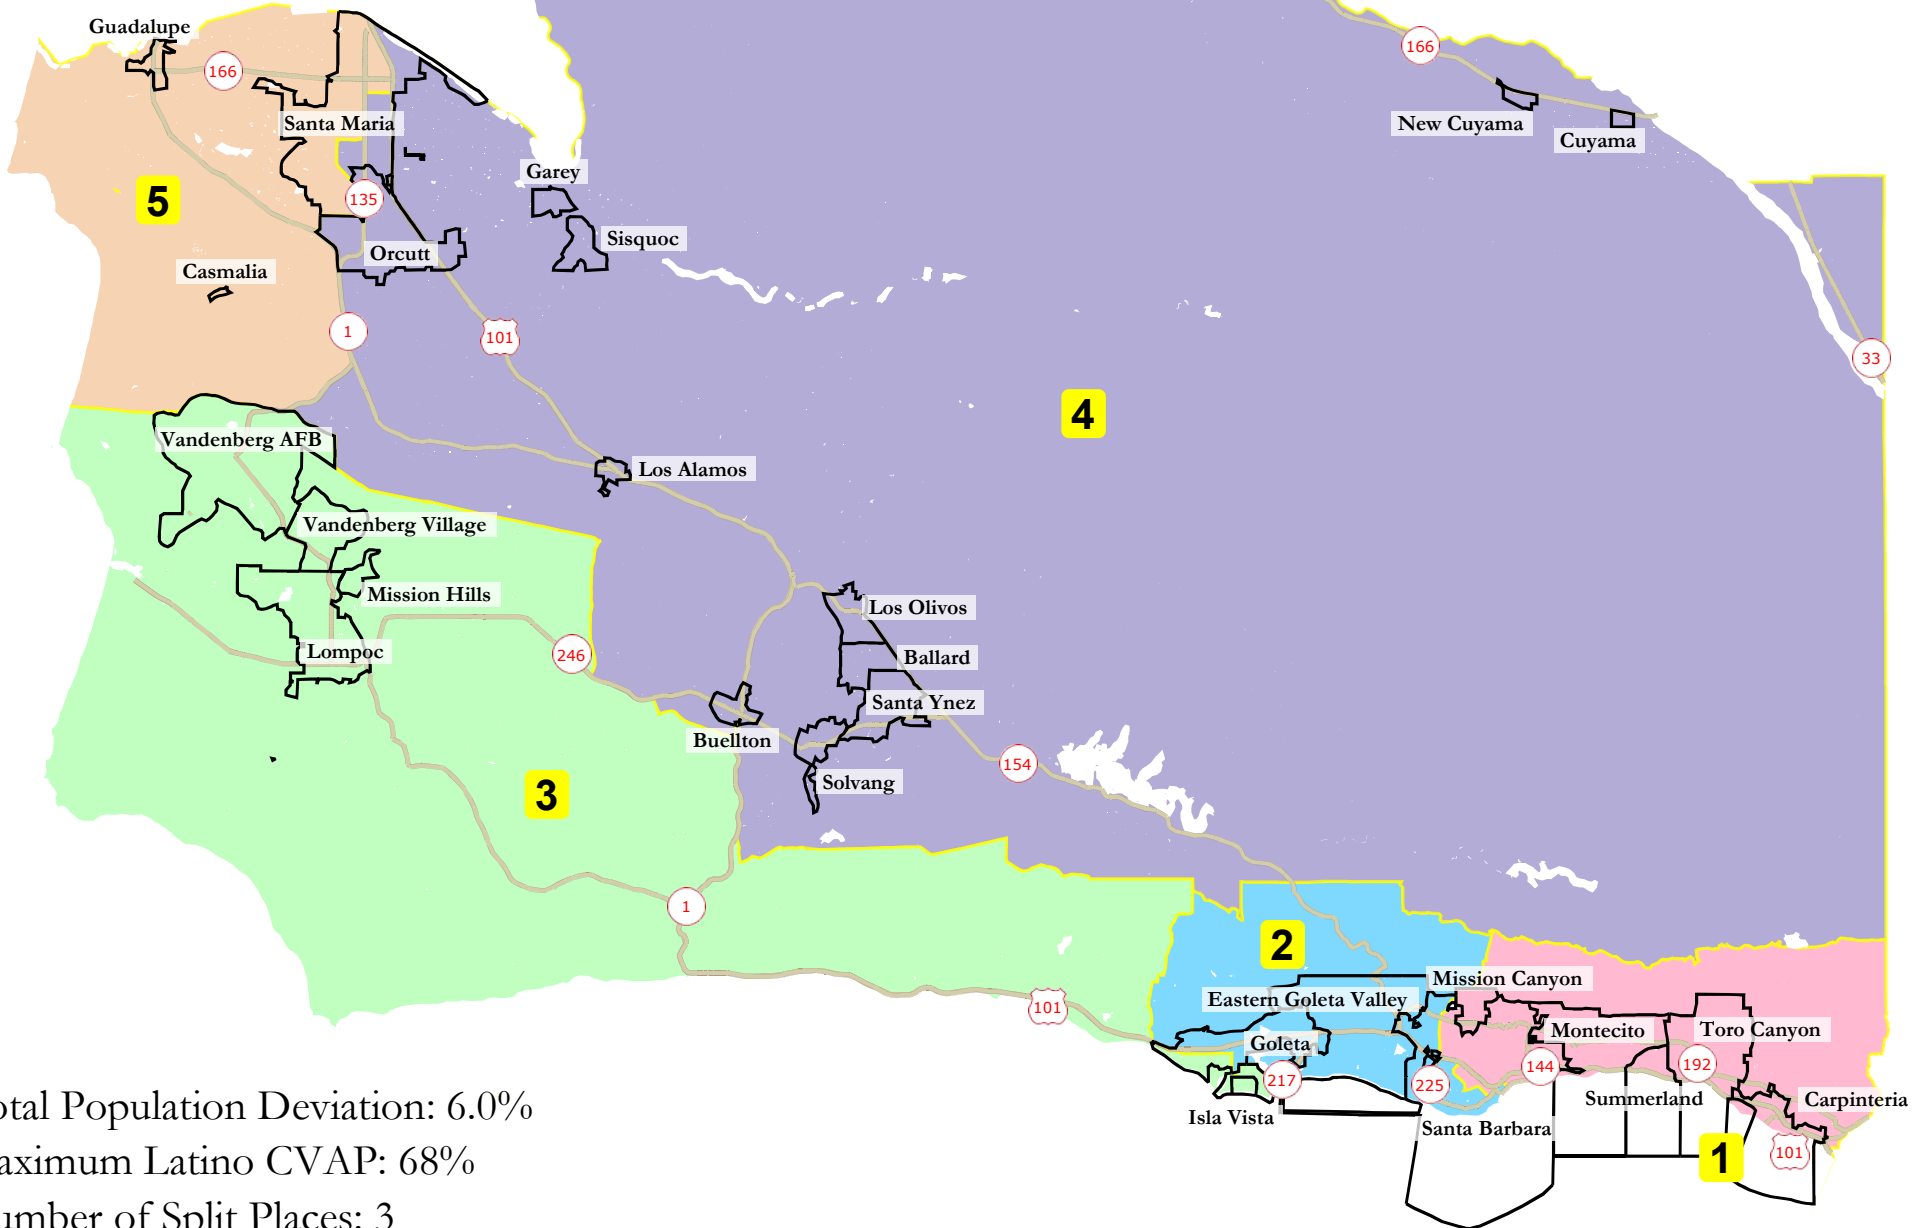 Guadalupe
166
166
Santa Maria
New Cuyama
Cuyama
Garey
5
135
Sisquoc
Orcutt
Casmalia
1
101
33
4
Vandenberg AFB
Los Alamos
Vandenberg Village
Mission Hills
Los Olivos
Lompoc
246
Ballard
Santa Ynez
Buellton
154
Solvang
3
1
2
Mission Canyon
101
Eastern Goleta Valley
Goleta
Montecito
Toro Canyon
217
225
144
192
Isla Vista
Summerland
Carpinteria
Santa Barbara
1
101
otal Population Deviation: 6.0%
aximum Latino CVAP: 68%
umber of Split Places: 3